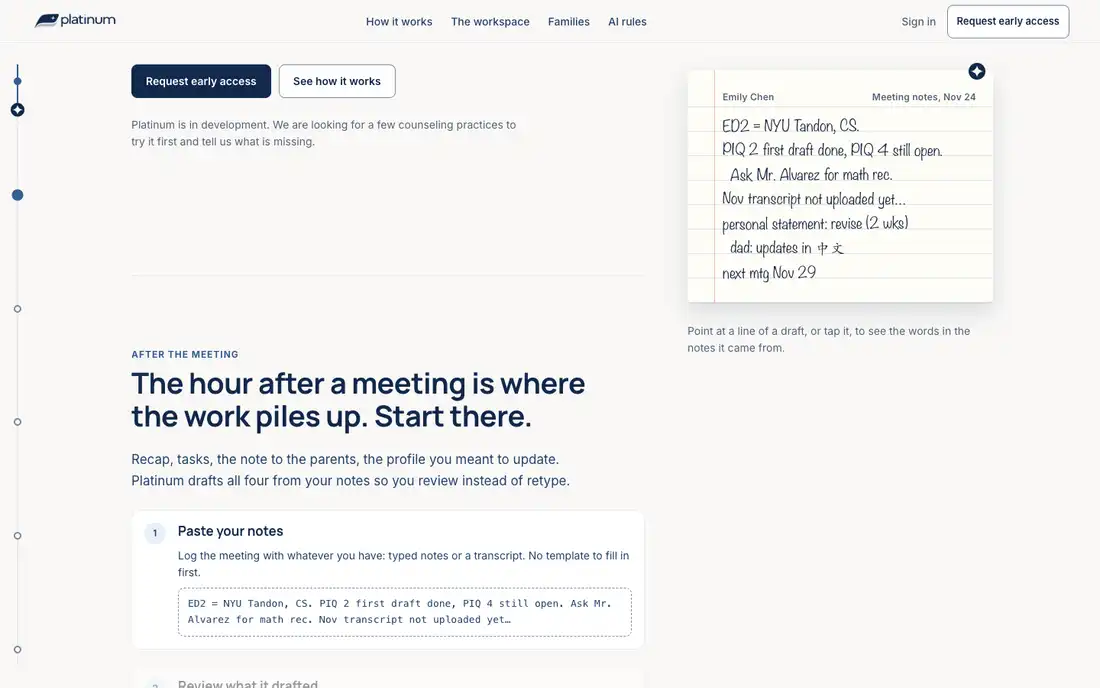 platinum
How it works
The workspace
Families
AI rules
Sign in
Request early access
Request early access
See how it works
Platinum is in development. We are looking for a few counseling practices to
try it first and tell us what is missing.
Emily Chen
Meeting notes, Nov 24
ED2 = NYU Tandon, CS.
PIQ 2 first draft done, PIQ 4 still open.
Ask Mr. Alvarez for math rec.
Nov transcript not uploaded yet...
personal statement: revise (2 wks)
dad: updates in 中文
next mtg Nov 29
Point at a line of a draft, or tap it, to see the words in the
notes it came from.
AFTER THE MEETING
The hour after a meeting is where
the work piles up. Start there.
Recap, tasks, the note to the parents, the profile you meant to update.
Platinum drafts all four from your notes so you review instead of retype.
1
Paste your notes
Log the meeting with whatever you have: typed notes or a transcript. No template to fill in
first.
ED2 = NYU Tandon, CS. PIQ 2 first draft done, PIQ 4 still open. Ask Mr.
Alvarez for math rec. Nov transcript not uploaded yet…
2
Review what it drafted